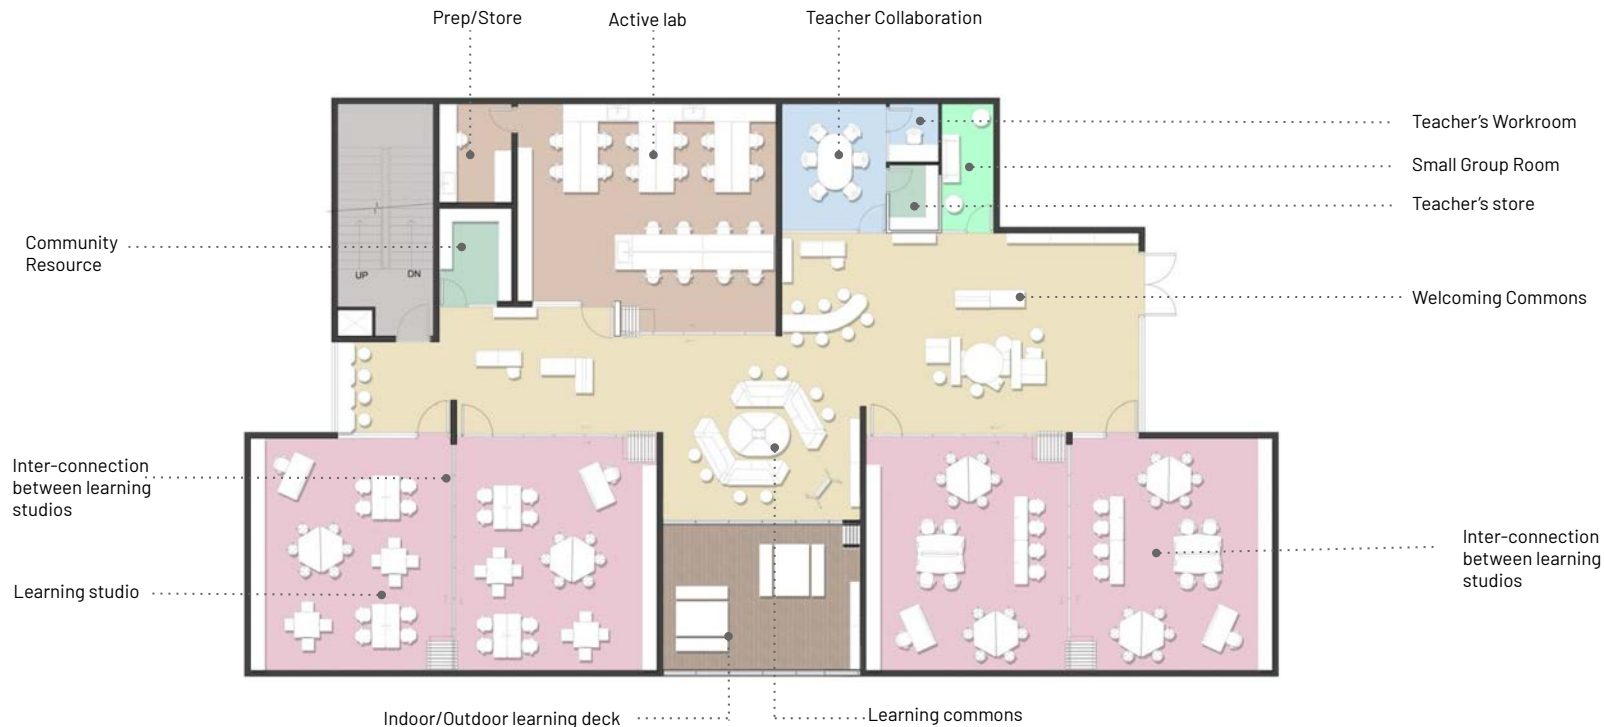 Prep/Store
Active lab
Teacher Collaboration
Teacher's Workroom
Small Group Room
Teacher's store
Community
Resource
UP
DN
Welcoming Commons
Inter-connection
between learning
studios
Inter-connection
between learning
studios
Learning studio
Indoor/Outdoor learning deck
Learning commons